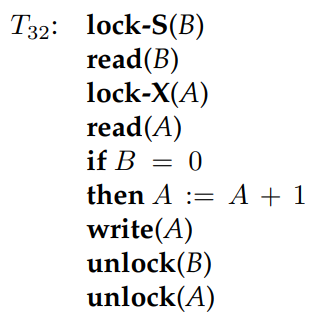 T32: lock-S(B)
read(B)
lock-X(A)
read(A)
if B = 0
then A := A + 1
write(A)
unlock(B)
unlock(A)